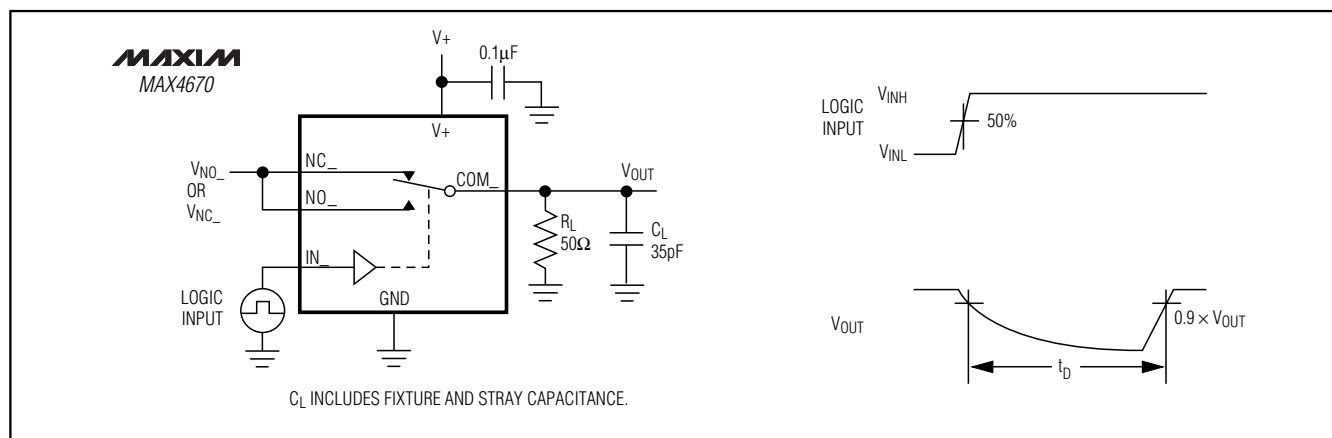 MAXIM
MAX4670
V+
0.1µF
V+
NC_
COM_
VOUT
VNO_
OR
VNC_
NO_
RL
50Ω
CL
35pF
IN_
LOGIC
INPUT
GND
CL INCLUDES FIXTURE AND STRAY CAPACITANCE.
LOGIC
INPUT
VINH
50%
VINL
VOUT
0.9 × VOUT
tD